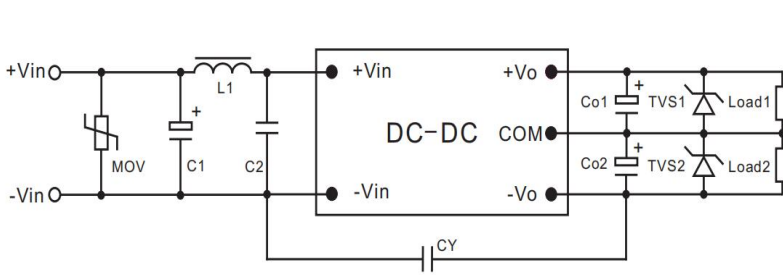 +Vin
L1
+
MOV
C1
C2
-Vin
+Vin
DC-DC
-Vin
+Vo
COM
-Vo
Co1
+
TVS1
Load1
Co2
+
TVS2
Load2
CY